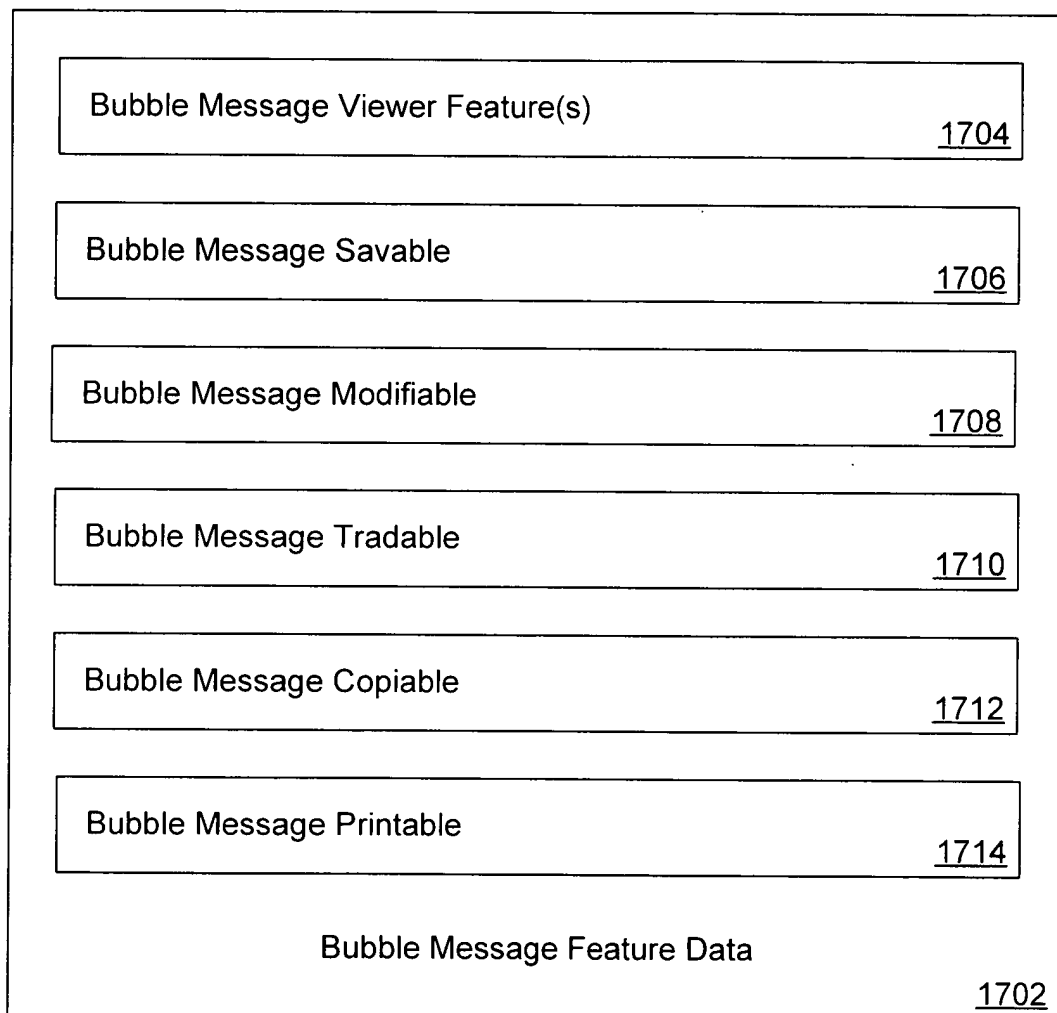 Bubble Message Viewer Feature(s)
1704
Bubble Message Savable
1706
Bubble Message Modifiable
1708
Bubble Message Tradable
1710
Bubble Message Copiable
1712
Bubble Message Printable
1714
Bubble Message Feature Data
1702